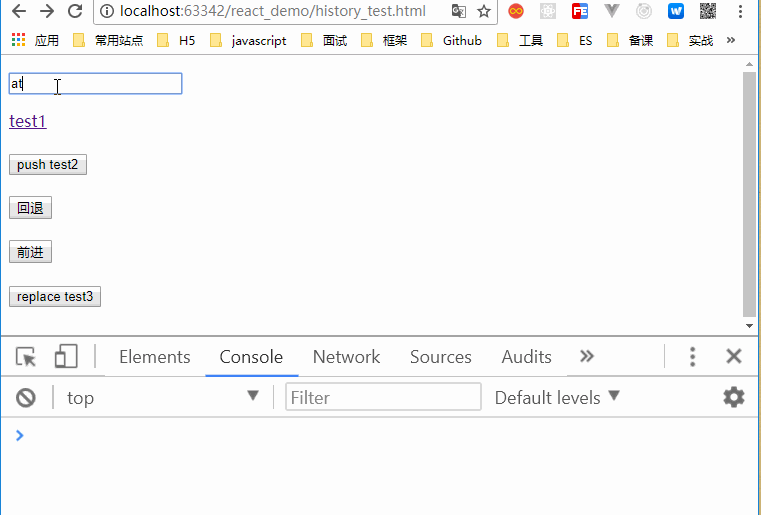 localhost:63342/react_demo/history_test.html
应用 常用站点 H5 javascript 面试 框架 Github 工具 ES 备课 实战 »
at
test1
push test2
回退
前进
replace test3
Elements Console Network Sources Audits »
top Filter Default levels